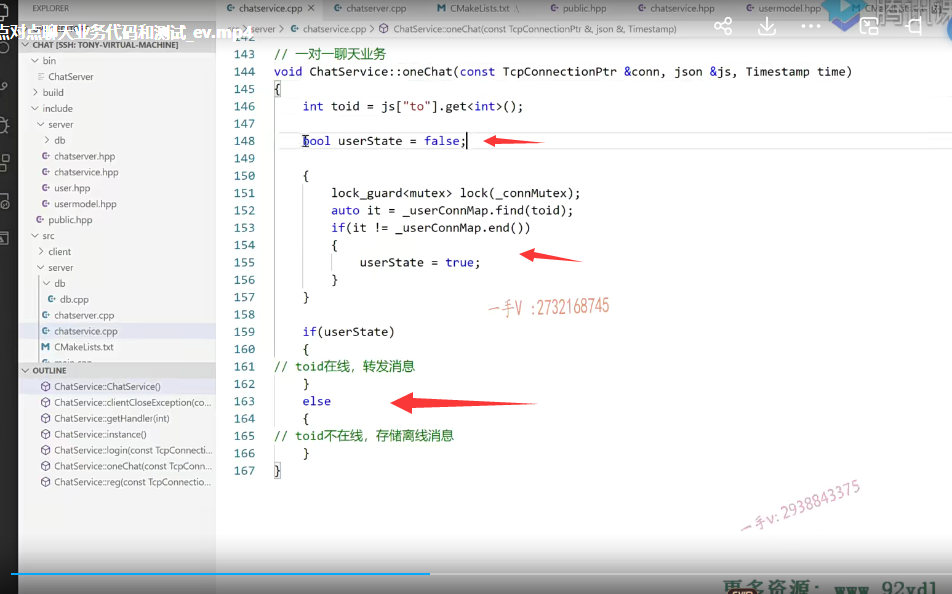 EXPLORER
chatservice.cpp
chatserver.cpp
CMakeLists.txt .\
public.hpp
chatservice.hpp
usermodel.hpp
点对点聊天业务代码和测试_ev.mp4
server > chatservice.cpp > ChatService::oneChat(const TcpConnectionPtr &, json &, Timestamp)
CHAT [SSH: TONY-VIRTUAL-MACHINE]
bin
ChatServer
build
include
server
db
chatserver.hpp
chatservice.hpp
user.hpp
usermodel.hpp
public.hpp
src
client
server
db
db.cpp
chatserver.cpp
chatservice.cpp
CMakeLists.txt
main.cpp
OUTLINE
ChatService::ChatService()
ChatService::clientCloseException(co...
ChatService::getHandler(int)
ChatService::instance()
ChatService::login(const TcpConnecti...
ChatService::oneChat(const TcpConn...
ChatService::reg(const TcpConnectio...
142
143 // 一对一聊天业务
144 void ChatService::oneChat(const TcpConnectionPtr &conn, json &js, Timestamp time)
145 {
146 int toid = js["to"].get<int>();
147
148 bool userState = false;
149
150 {
151 lock_guard<mutex> lock(_connMutex);
152 auto it = _userConnMap.find(toid);
153 if(it != _userConnMap.end())
154 {
155 userState = true;
156 }
157 }
158
159 if(userState)
160 {
161 // toid在线，转发消息
162 }
163 else
164 {
165 // toid不在线，存储离线消息
166 }
167 }
一手V :2732168745
一手v:2938843375
更多资源: www.92vd1